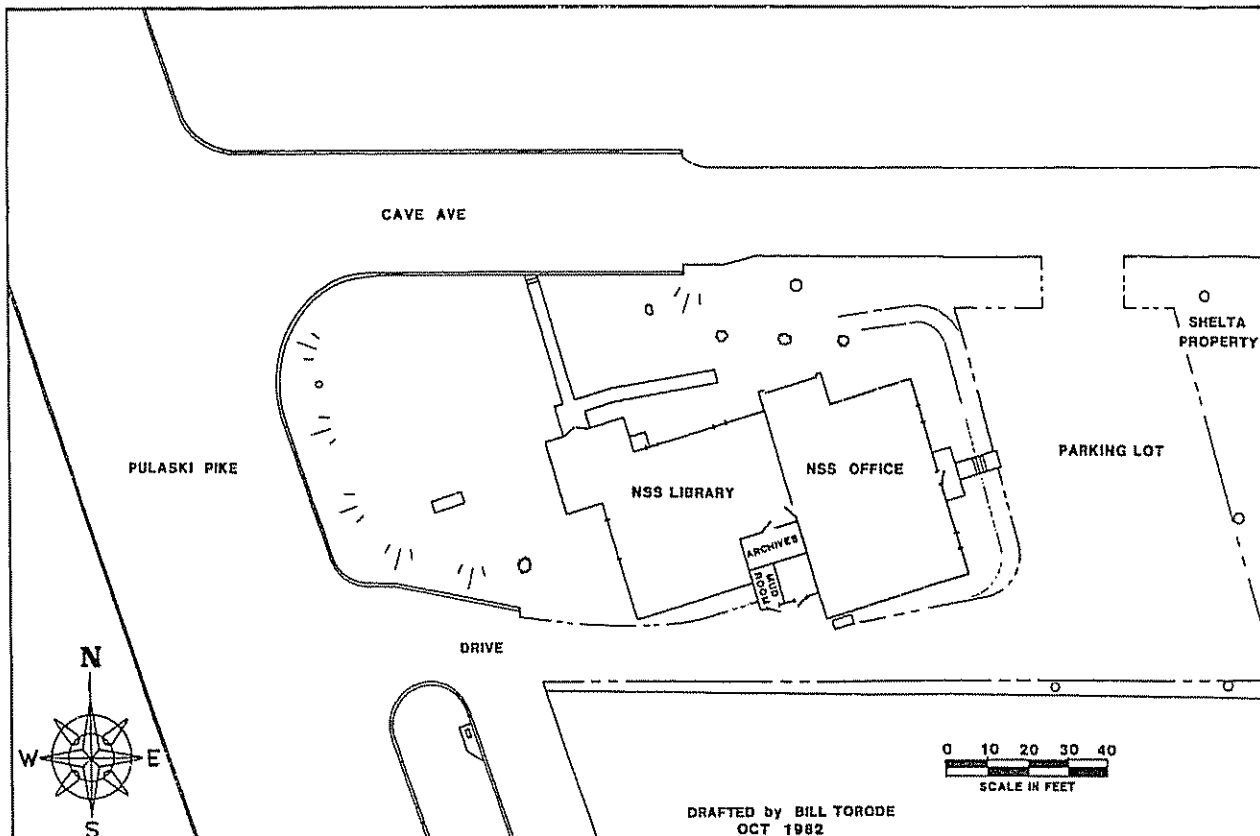 CAVE AVE
SHELTA
PROPERTY
PULASKI PIKE
NSS LIBRARY
NSS OFFICE
PARKING LOT
ARCHIVES
MUD
ROOM
DRIVE
N
W E
S
0 10 20 30 40
SCALE IN FEET
DRAFTED by BILL TORODE
OCT 1982